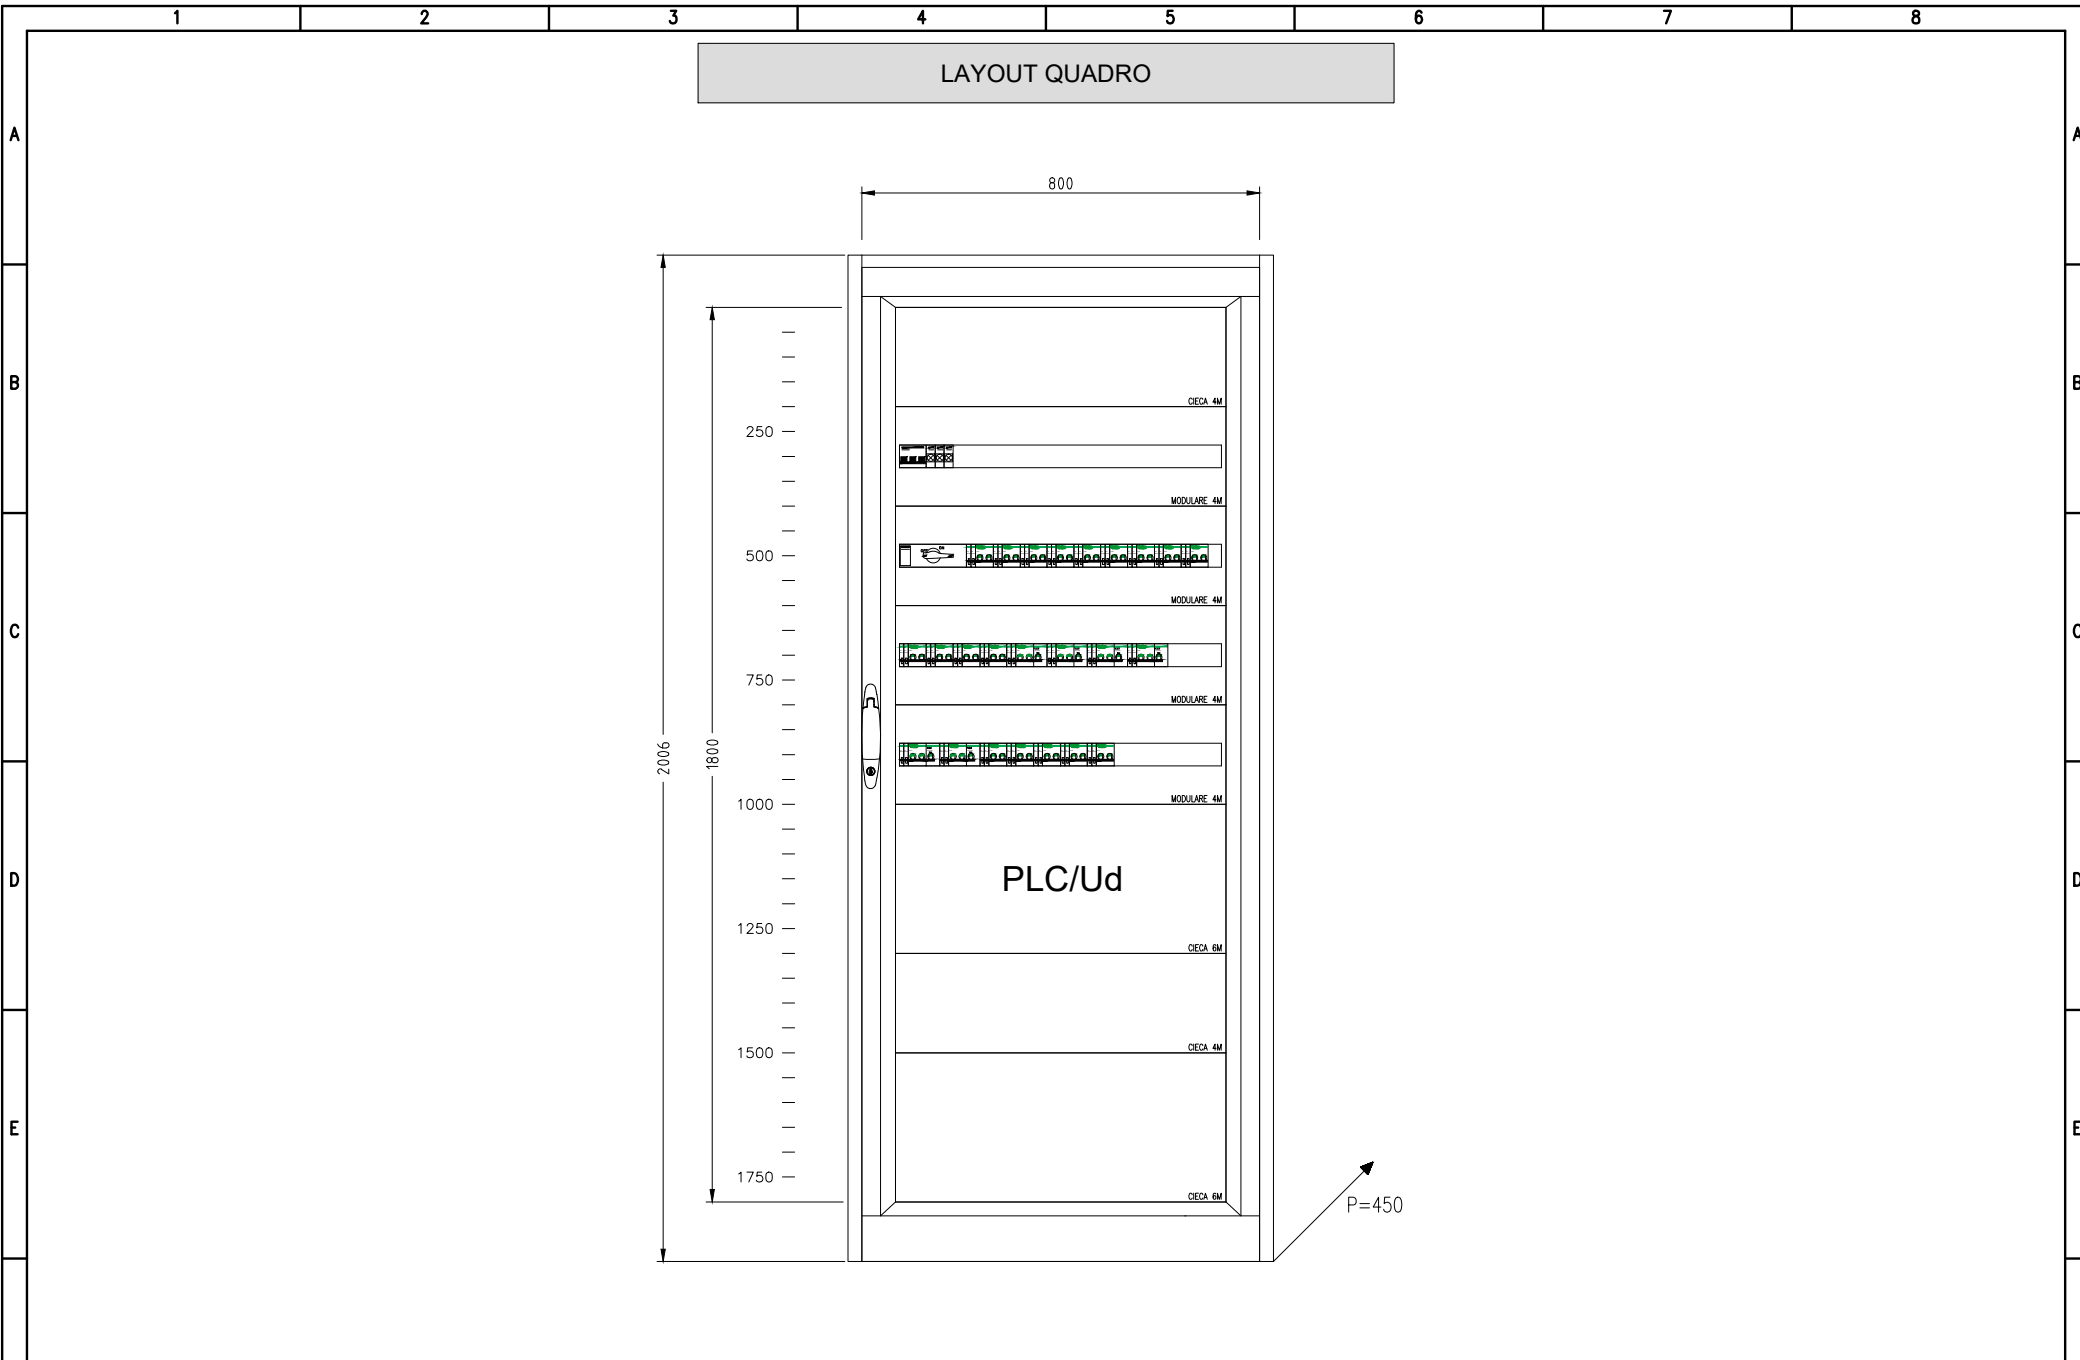 1 2 3 4 5 6 7 8
LAYOUT QUADRO
A A
800
B B
CIECA 4M
250
MODULARE 4M
500
MODULARE 4M
C C
750
MODULARE 4M
2006
1800
1000
MODULARE 4M
D D
PLC/Ud
1250
CIECA 6M
1500
CIECA 4M
E E
1750
CIECA 6M
P=450